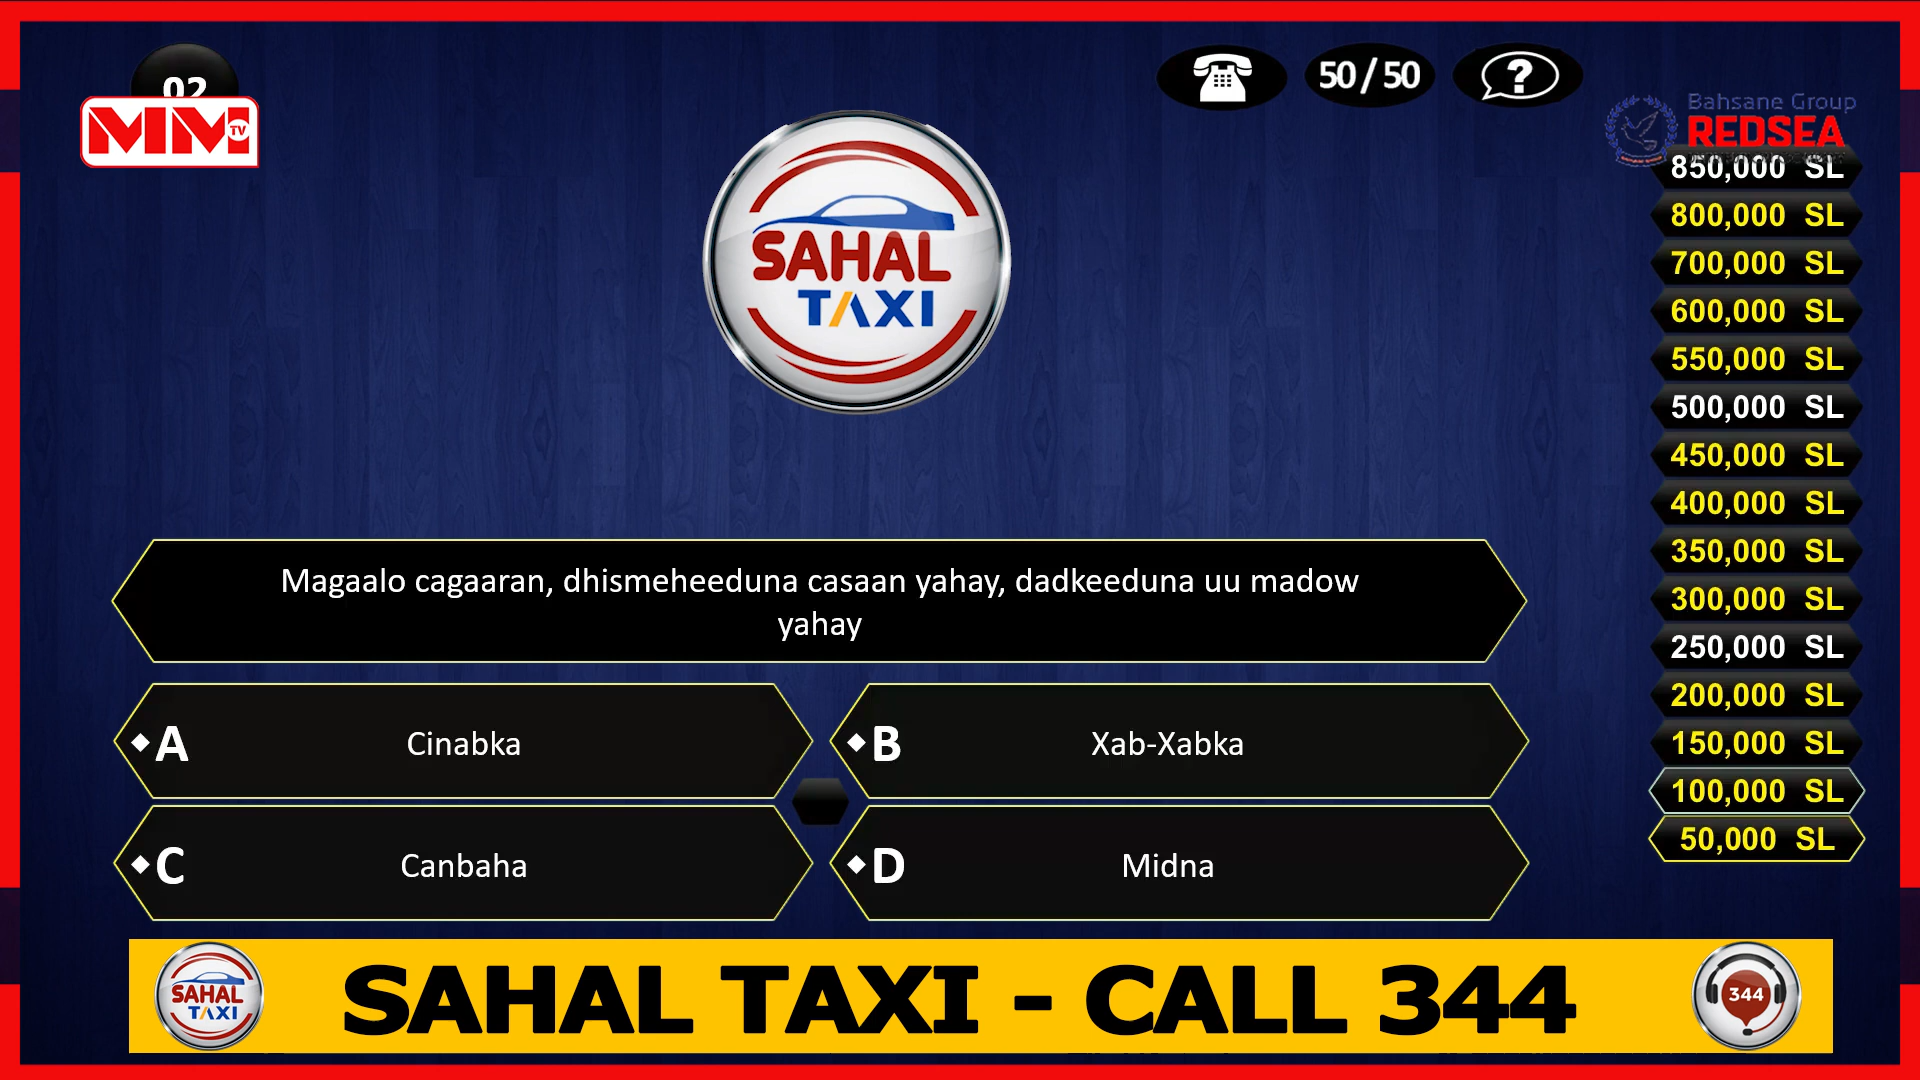 02
MM TV
50/50
?
Bahsane Group
REDSEA
850,000 SL
800,000 SL
700,000 SL
600,000 SL
550,000 SL
500,000 SL
450,000 SL
400,000 SL
350,000 SL
300,000 SL
250,000 SL
200,000 SL
150,000 SL
100,000 SL
50,000 SL
SAHAL
TAXI
Magaalo cagaaran, dhismeheeduna casaan yahay, dadkeeduna uu madow
yahay
A Cinabka
B Xab-Xabka
C Canbaha
D Midna
SAHAL
TAXI
SAHAL TAXI - CALL 344
344